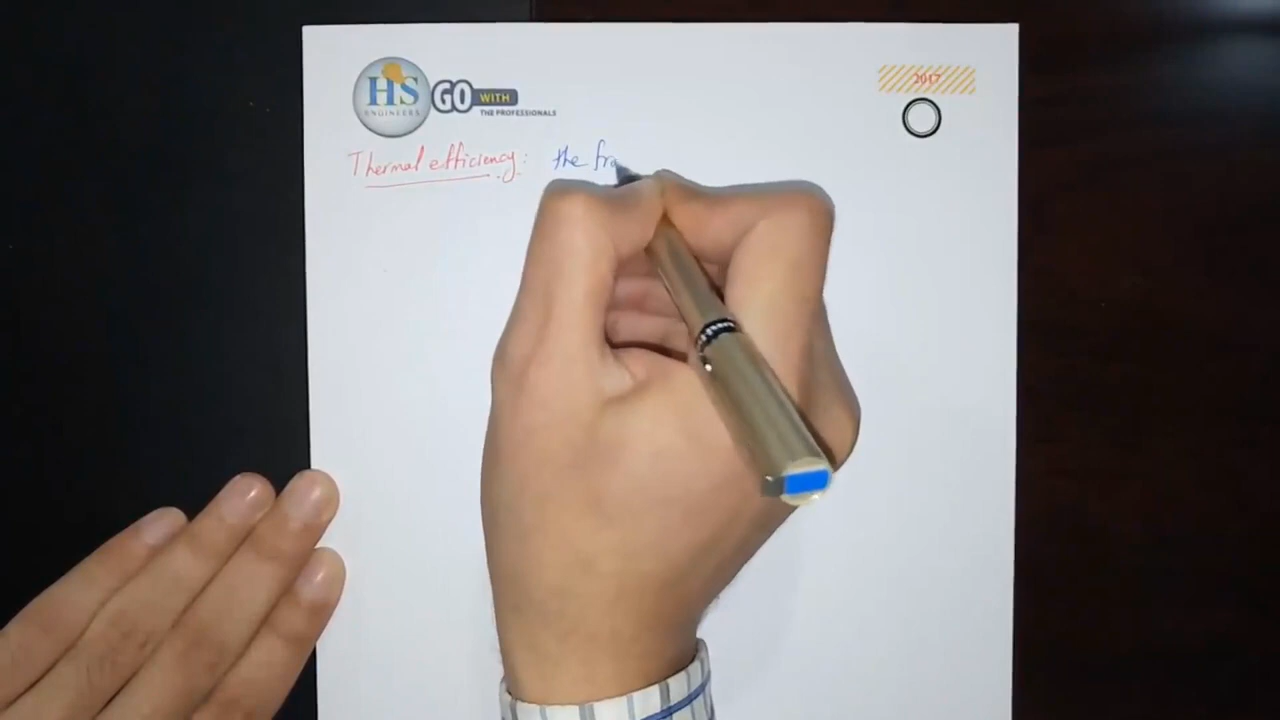 HS
ENGINEERS
GO WITH
THE PROFESSIONALS
2017
Thermal efficiency: the fra